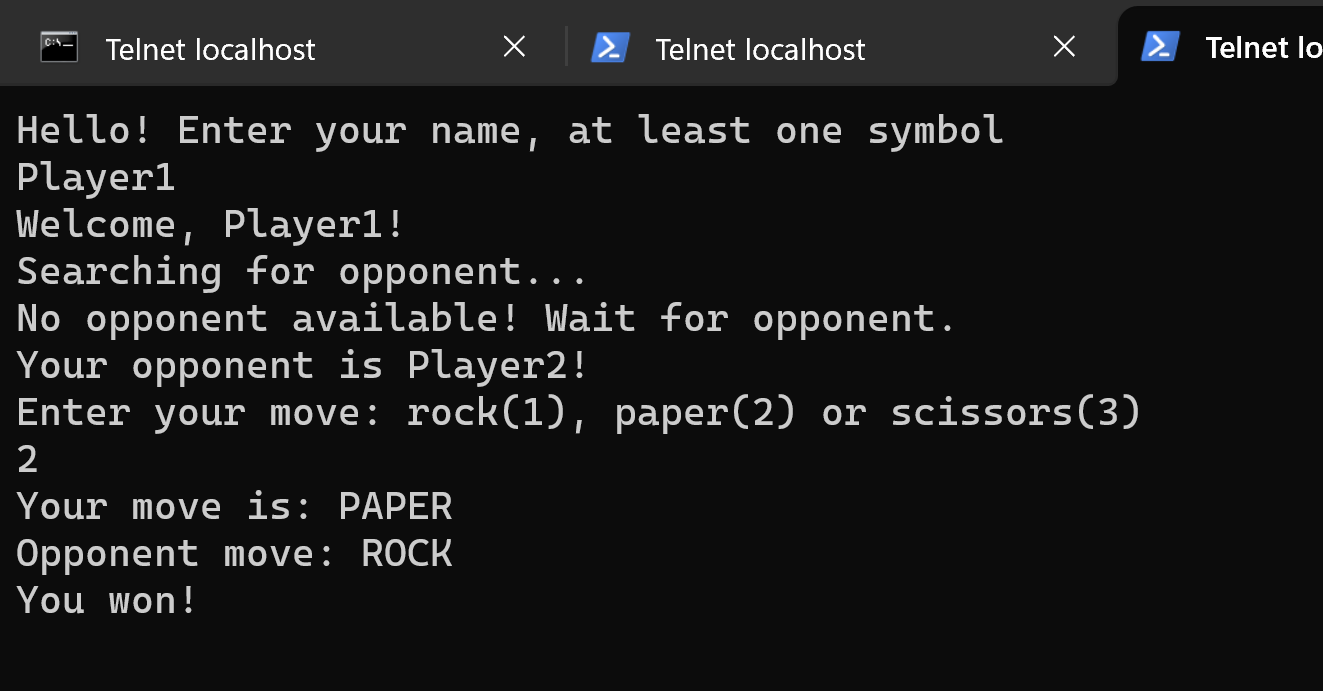 Telnet localhost
Telnet localhost
Telnet lo
Hello! Enter your name, at least one symbol
Player1
Welcome, Player1!
Searching for opponent...
No opponent available! Wait for opponent.
Your opponent is Player2!
Enter your move: rock(1), paper(2) or scissors(3)
2
Your move is: PAPER
Opponent move: ROCK
You won!